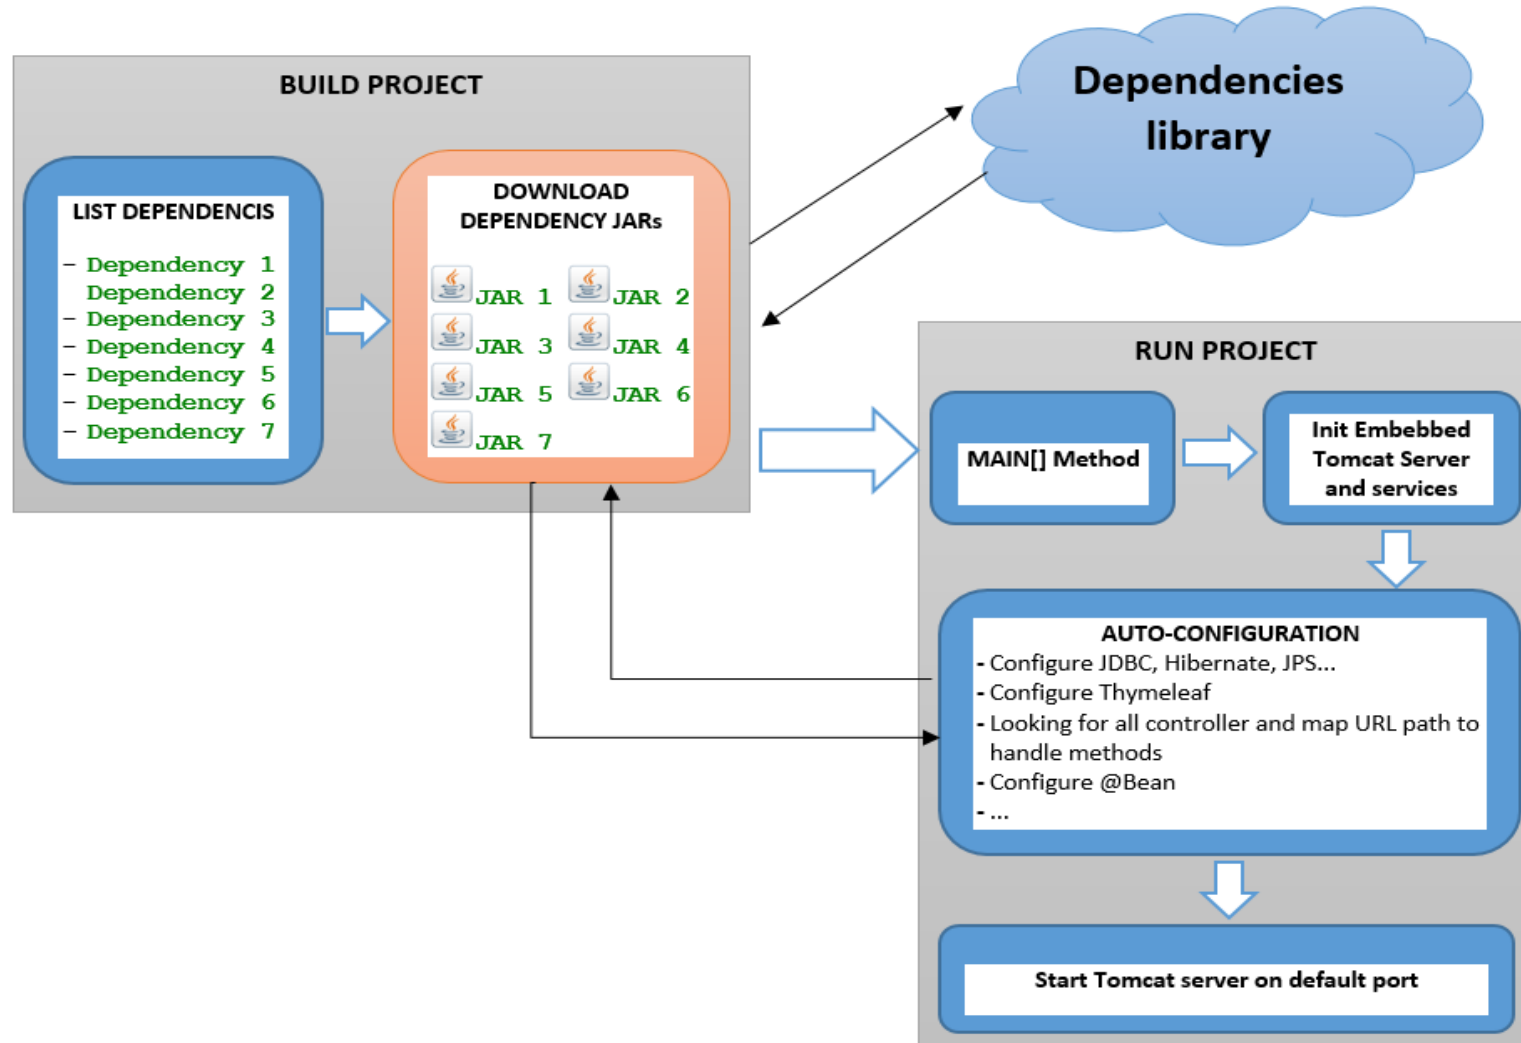 BUILD PROJECT
LIST DEPENDENCIS
- Dependency 1
Dependency 2
- Dependency 3
- Dependency 4
- Dependency 5
- Dependency 6
- Dependency 7
DOWNLOAD
DEPENDENCY JARs
JAR 1 JAR 2
JAR 3 JAR 4
JAR 5 JAR 6
JAR 7
Dependencies
library
RUN PROJECT
MAIN[] Method
Init Embebbed
Tomcat Server
and services
AUTO-CONFIGURATION
- Configure JDBC, Hibernate, JPS...
- Configure Thymeleaf
- Looking for all controller and map URL path to
handle methods
- Configure @Bean
- ...
Start Tomcat server on default port